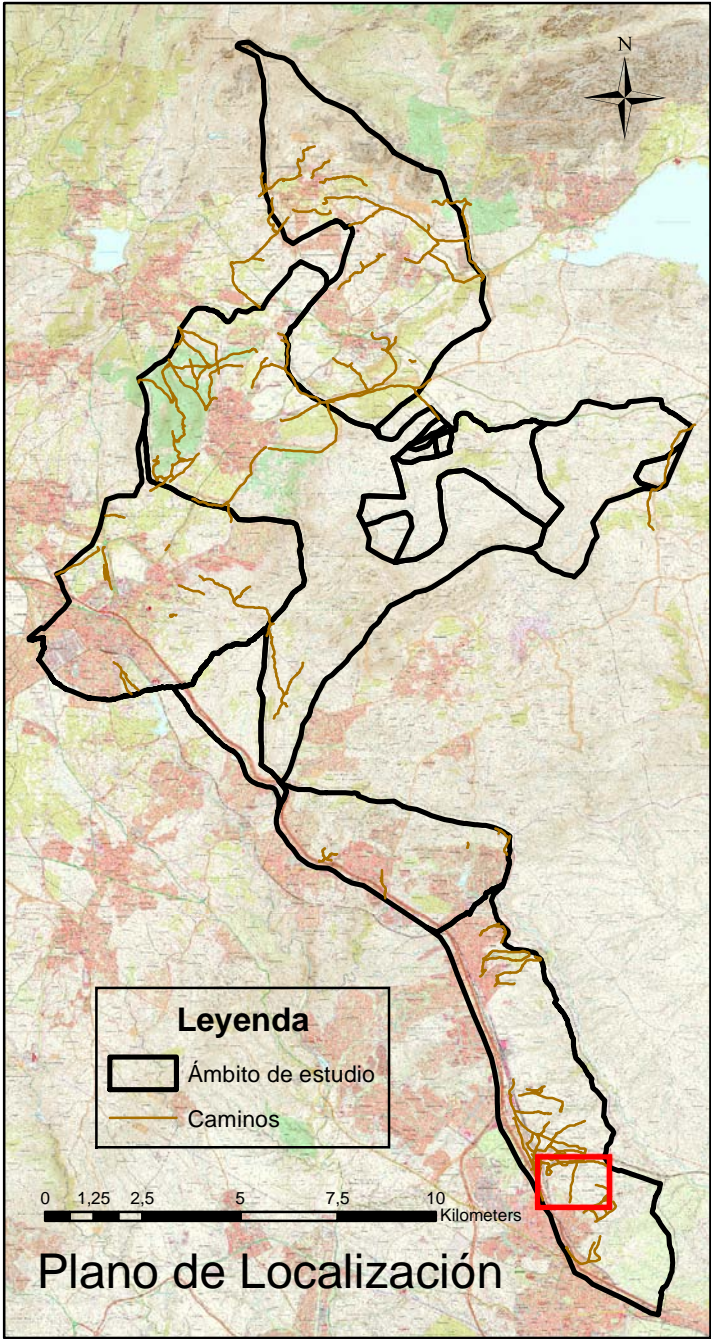 N
Leyenda
Ámbito de estudio
Caminos
0 1,25 2,5 5 7,5 10
Kilometers
Plano de Localización